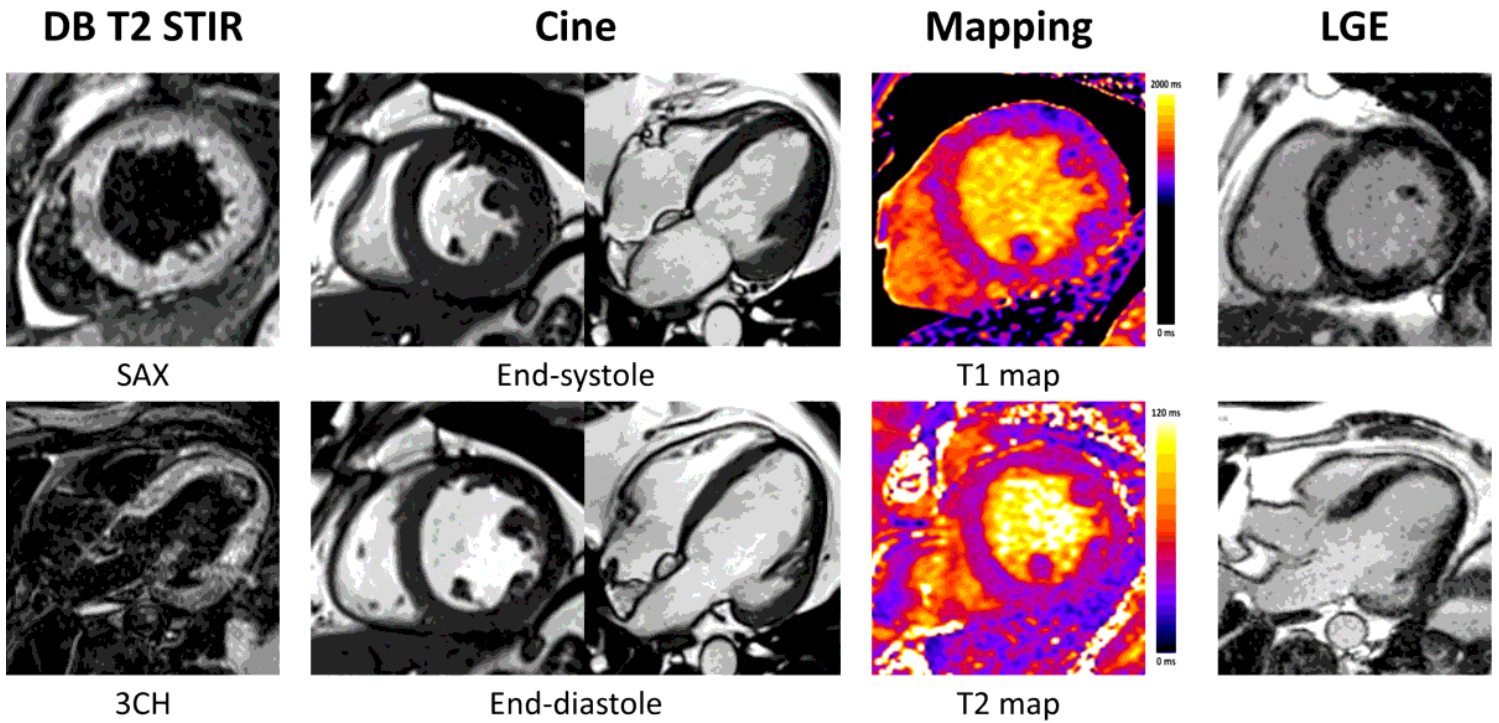 DB T2 STIR
Cine
Mapping
LGE
2000 ms
0 ms
SAX
End-systole
T1 map
120 ms
0 ms
3CH
End-diastole
T2 map